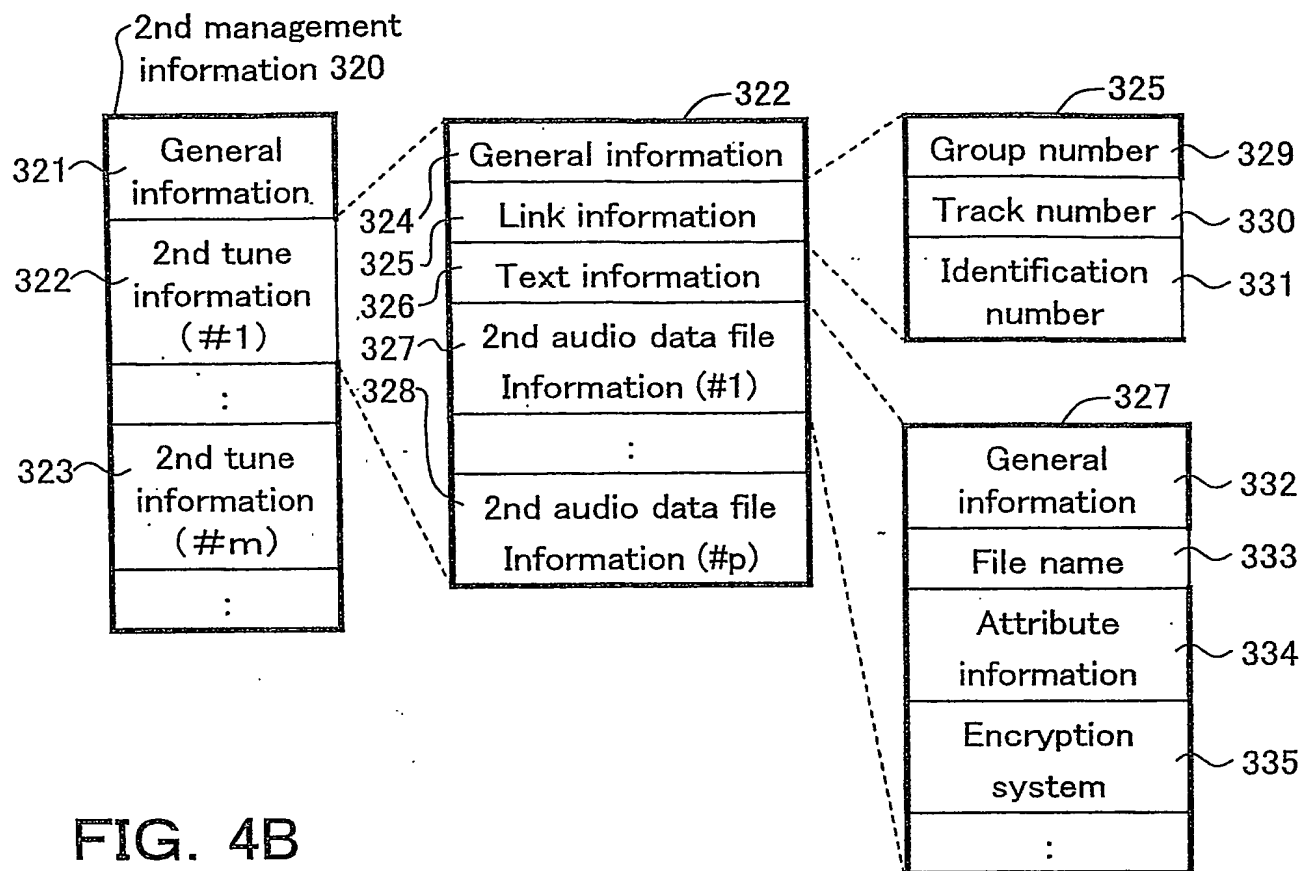 2nd management
information 320
321
General
information
322
2nd tune
information
(#1)
:
323
2nd tune
information
(#m)
:
322
324
General information
325
Link information
326
Text information
327
2nd audio data file
Information (#1)
:
328
2nd audio data file
Information (#p)
325
Group number
329
Track number
330
Identification
number
331
327
General
information
332
File name
333
Attribute
information
334
Encryption
system
335
:
FIG. 4B